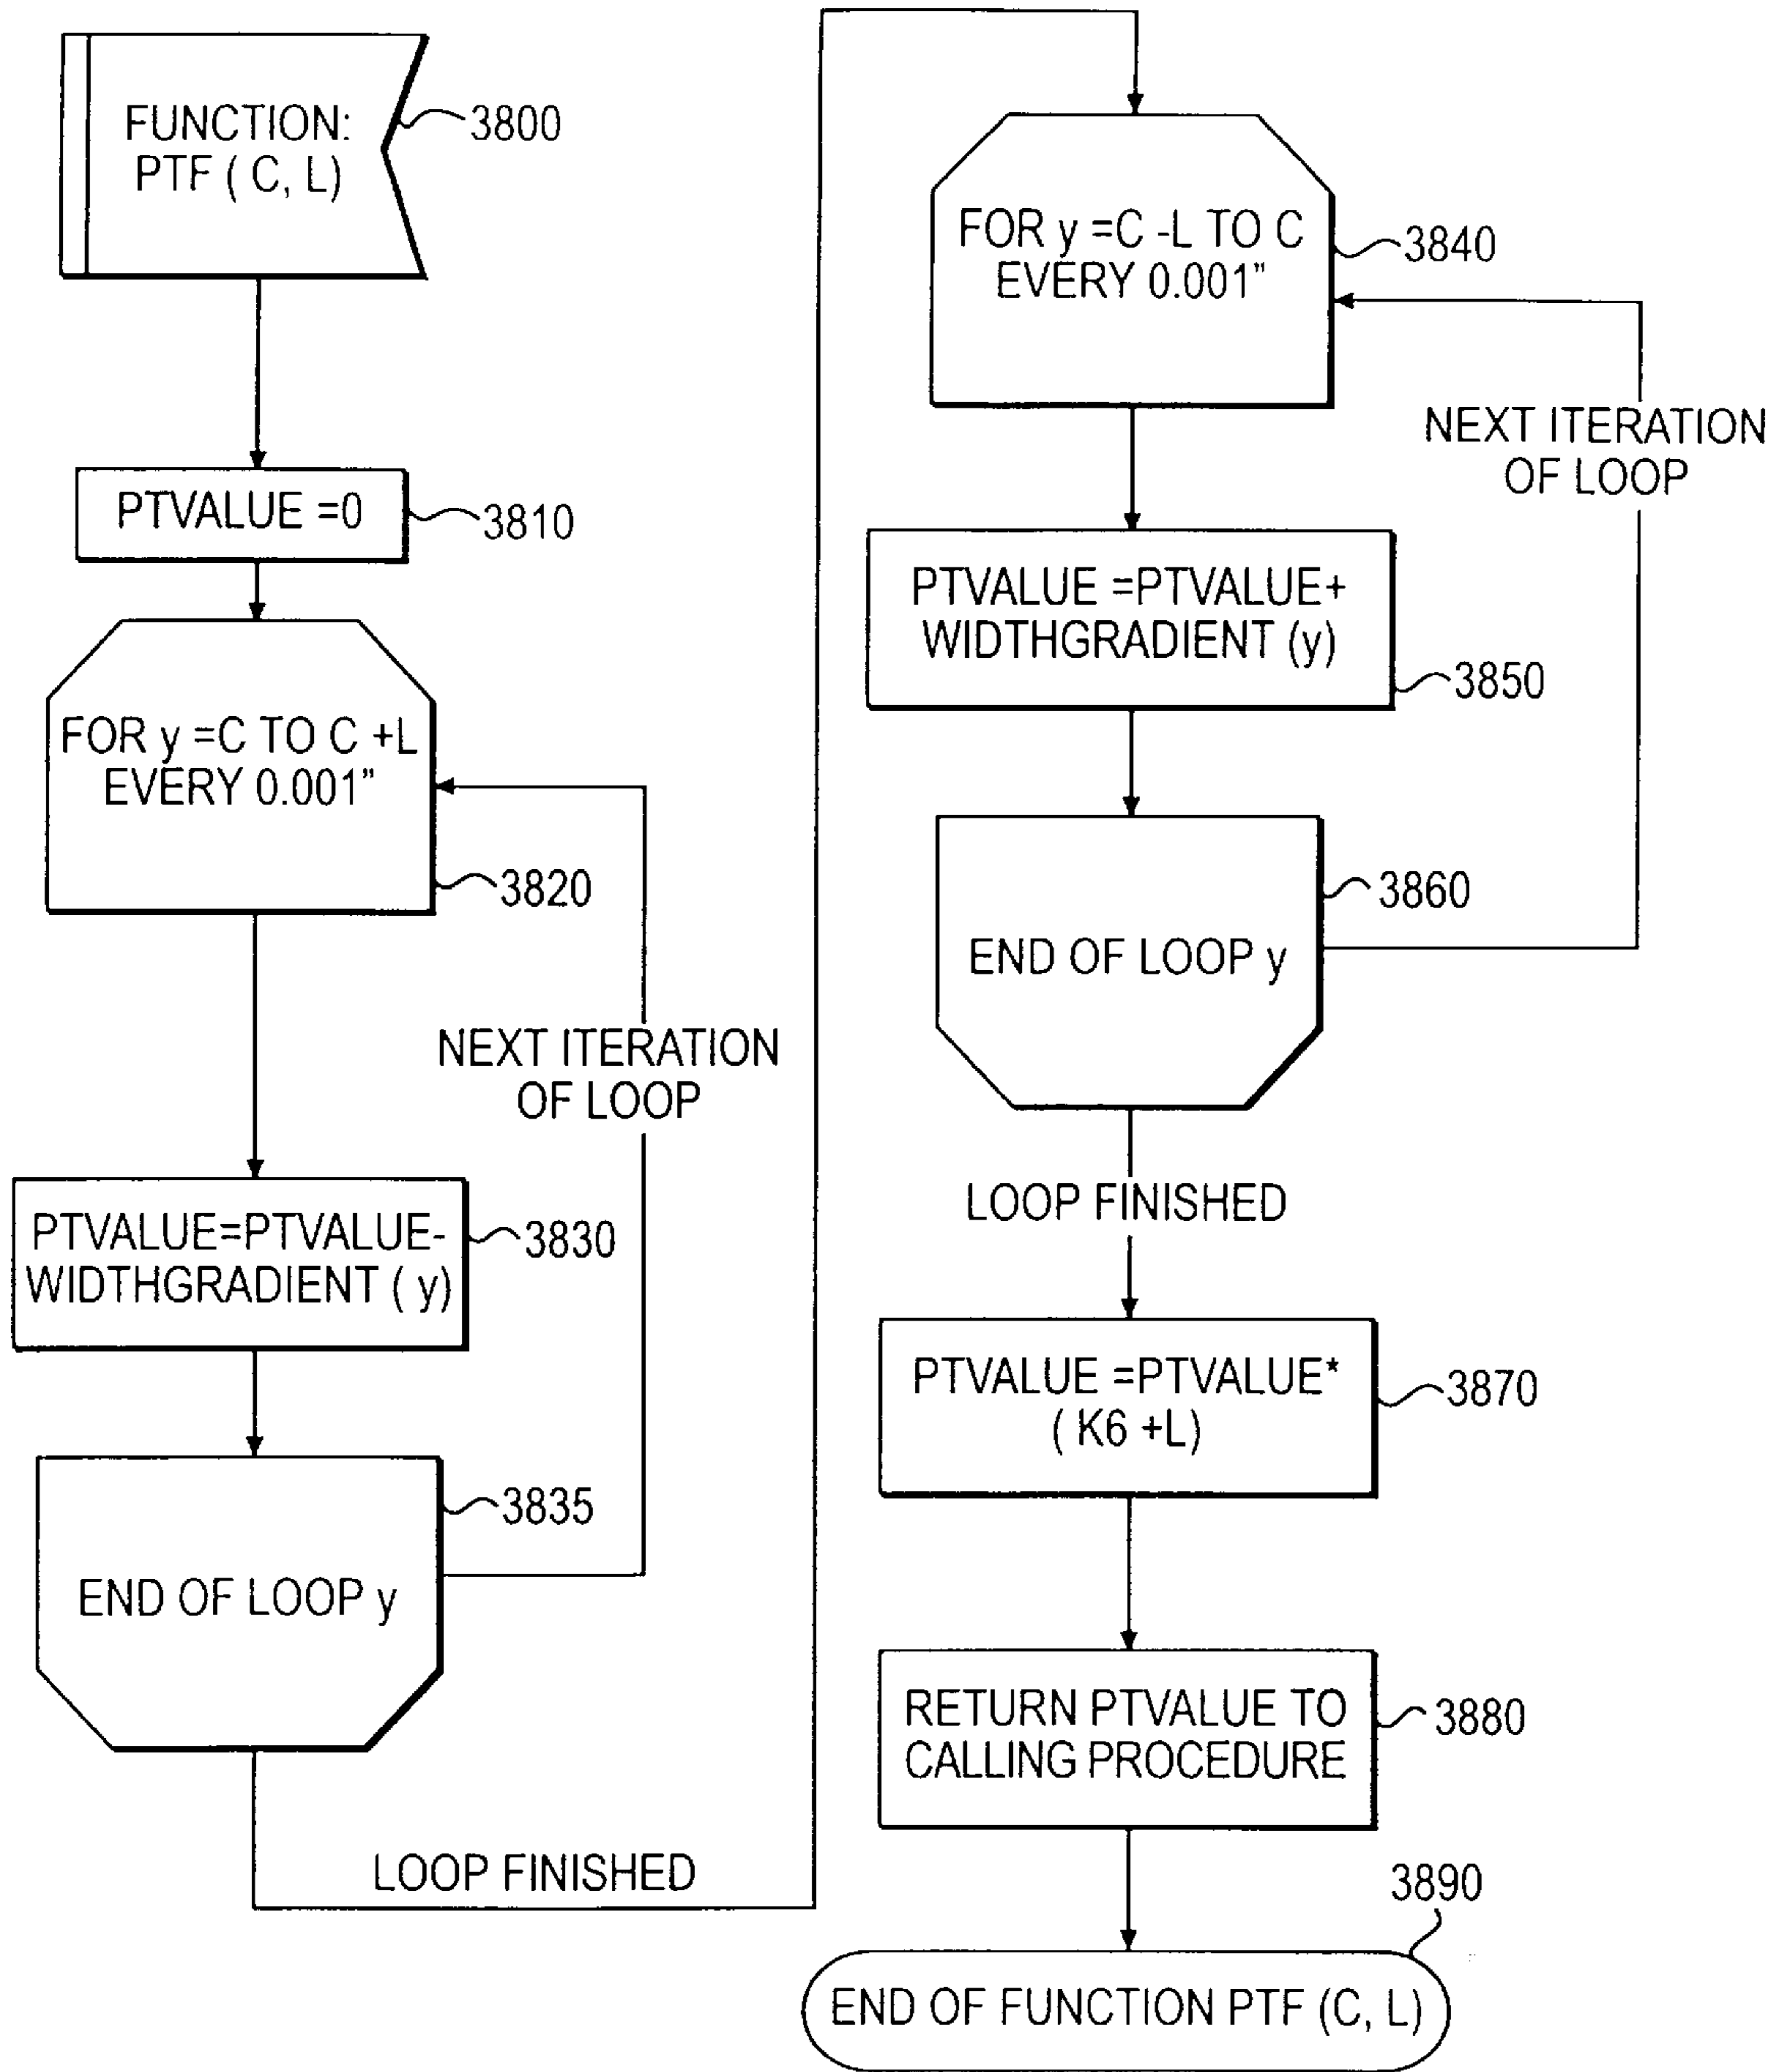 FUNCTION:
PTF ( C, L)
3800
PTVALUE =0
3810
FOR y =C TO C +L
EVERY 0.001"
3820
NEXT ITERATION
OF LOOP
PTVALUE=PTVALUE-
WIDTHGRADIENT ( y)
3830
END OF LOOP y
3835
LOOP FINISHED
FOR y =C -L TO C
EVERY 0.001"
3840
NEXT ITERATION
OF LOOP
PTVALUE =PTVALUE+
WIDTHGRADIENT (y)
3850
END OF LOOP y
3860
LOOP FINISHED
PTVALUE =PTVALUE*
( K6 +L)
3870
RETURN PTVALUE TO
CALLING PROCEDURE
3880
3890
END OF FUNCTION PTF (C, L)